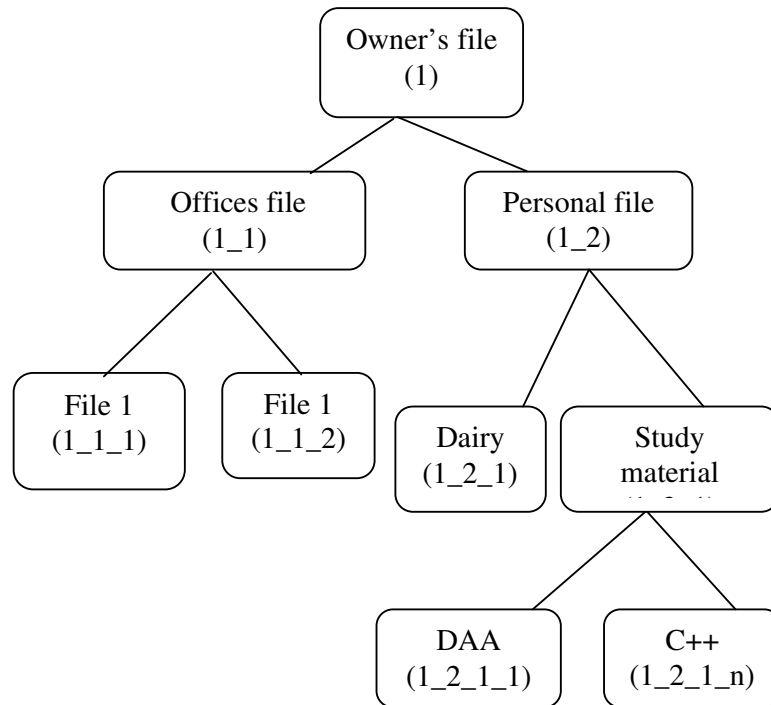 Owner's file
(1)
Offices file
(1_1)
Personal file
(1_2)
File 1
(1_1_1)
File 1
(1_1_2)
Dairy
(1_2_1)
Study
material
DAA
(1_2_1_1)
C++
(1_2_1_n)